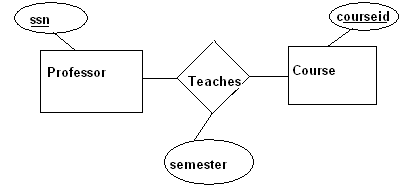 ssn
courseid
Professor
Teaches
Course
semester